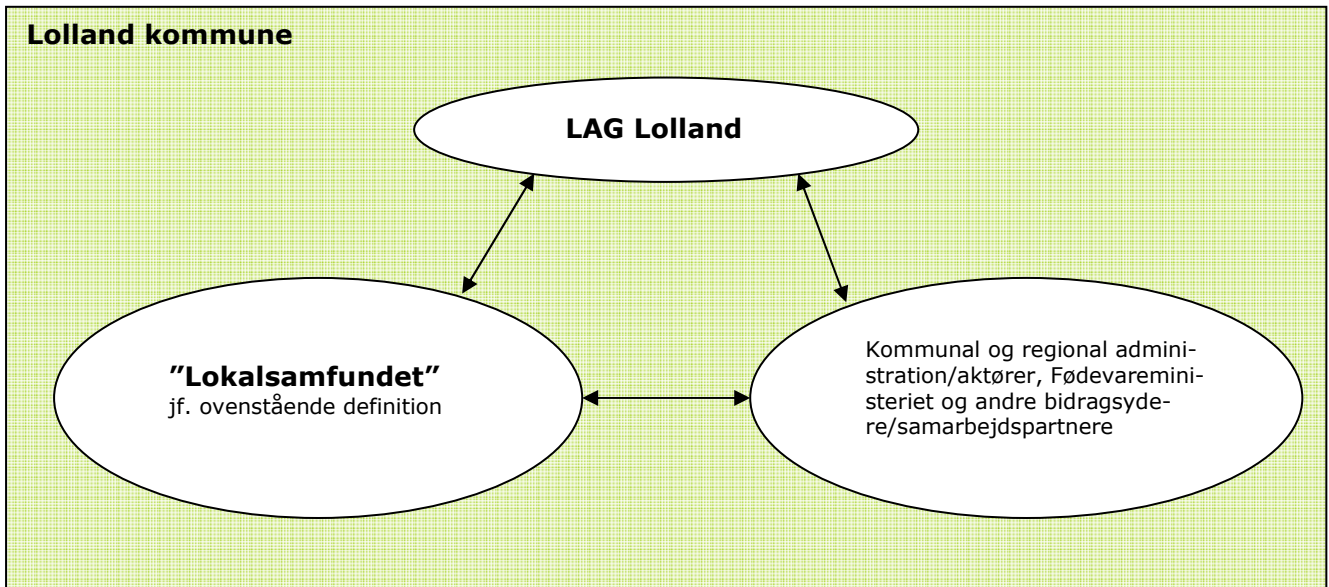 Lolland kommune
LAG Lolland
”Lokalsamfundet”
jf. ovenstående definition
Kommunal og regional admini-
stration/aktører, Fødevaremini-
steriet og andre bidragsyde-
re/samarbejdspartnere